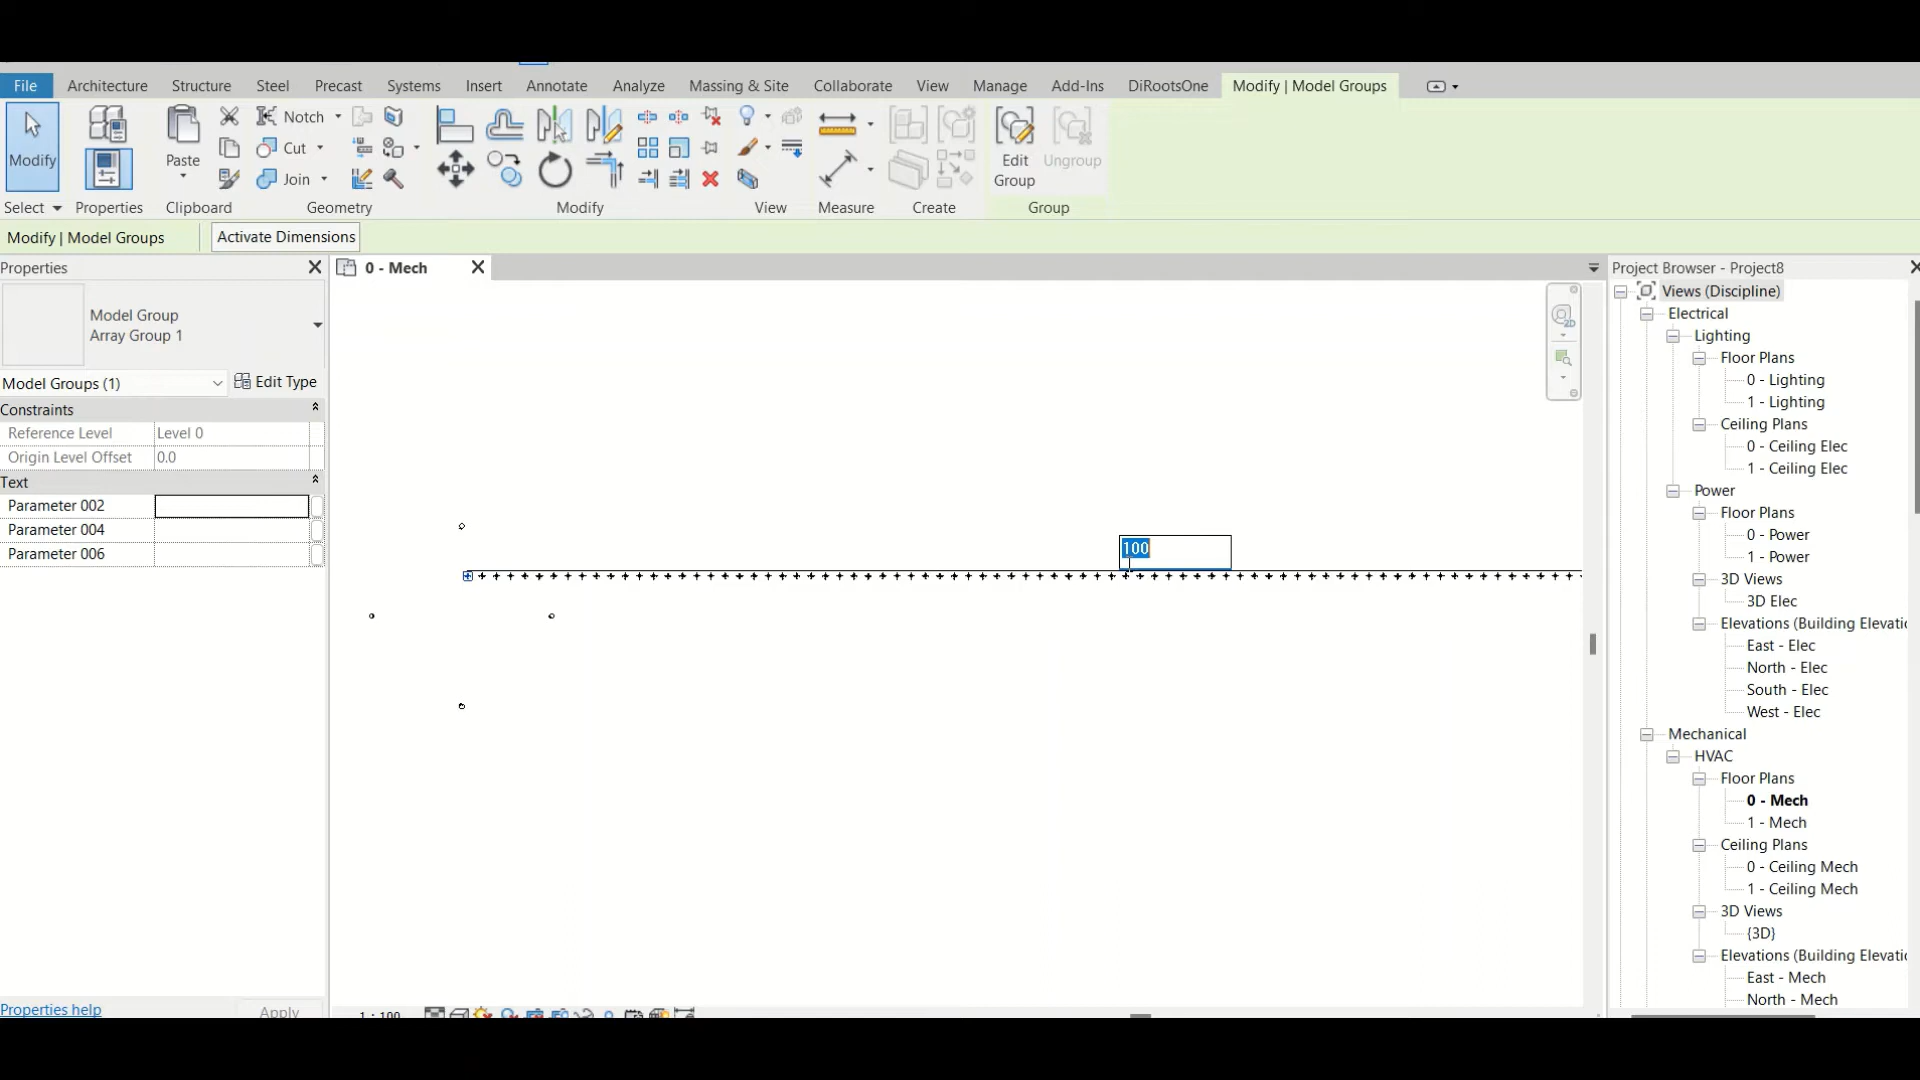 File Architecture Structure Steel Precast Systems Insert Annotate Analyze Massing & Site Collaborate View Manage Add-Ins DiRootsOne Modify | Model Groups
Modify
Paste
Notch
Cut
Join
Edit
Group
Ungroup
Select Properties Clipboard Geometry Modify View Measure Create Group
Modify | Model Groups Activate Dimensions
Properties
Model Group
Array Group 1
Model Groups (1) Edit Type
Constraints
Reference Level Level 0
Origin Level Offset 0.0
Text
Parameter 002
Parameter 004
Parameter 006
Properties help Apply
0 - Mech
2D
100
1 : 100
Project Browser - Project8
Views (Discipline)
Electrical
Lighting
Floor Plans
0 - Lighting
1 - Lighting
Ceiling Plans
0 - Ceiling Elec
1 - Ceiling Elec
Power
Floor Plans
0 - Power
1 - Power
3D Views
3D Elec
Elevations (Building Elevati
East - Elec
North - Elec
South - Elec
West - Elec
Mechanical
HVAC
Floor Plans
0 - Mech
1 - Mech
Ceiling Plans
0 - Ceiling Mech
1 - Ceiling Mech
3D Views
{3D}
Elevations (Building Elevati
East - Mech
North - Mech